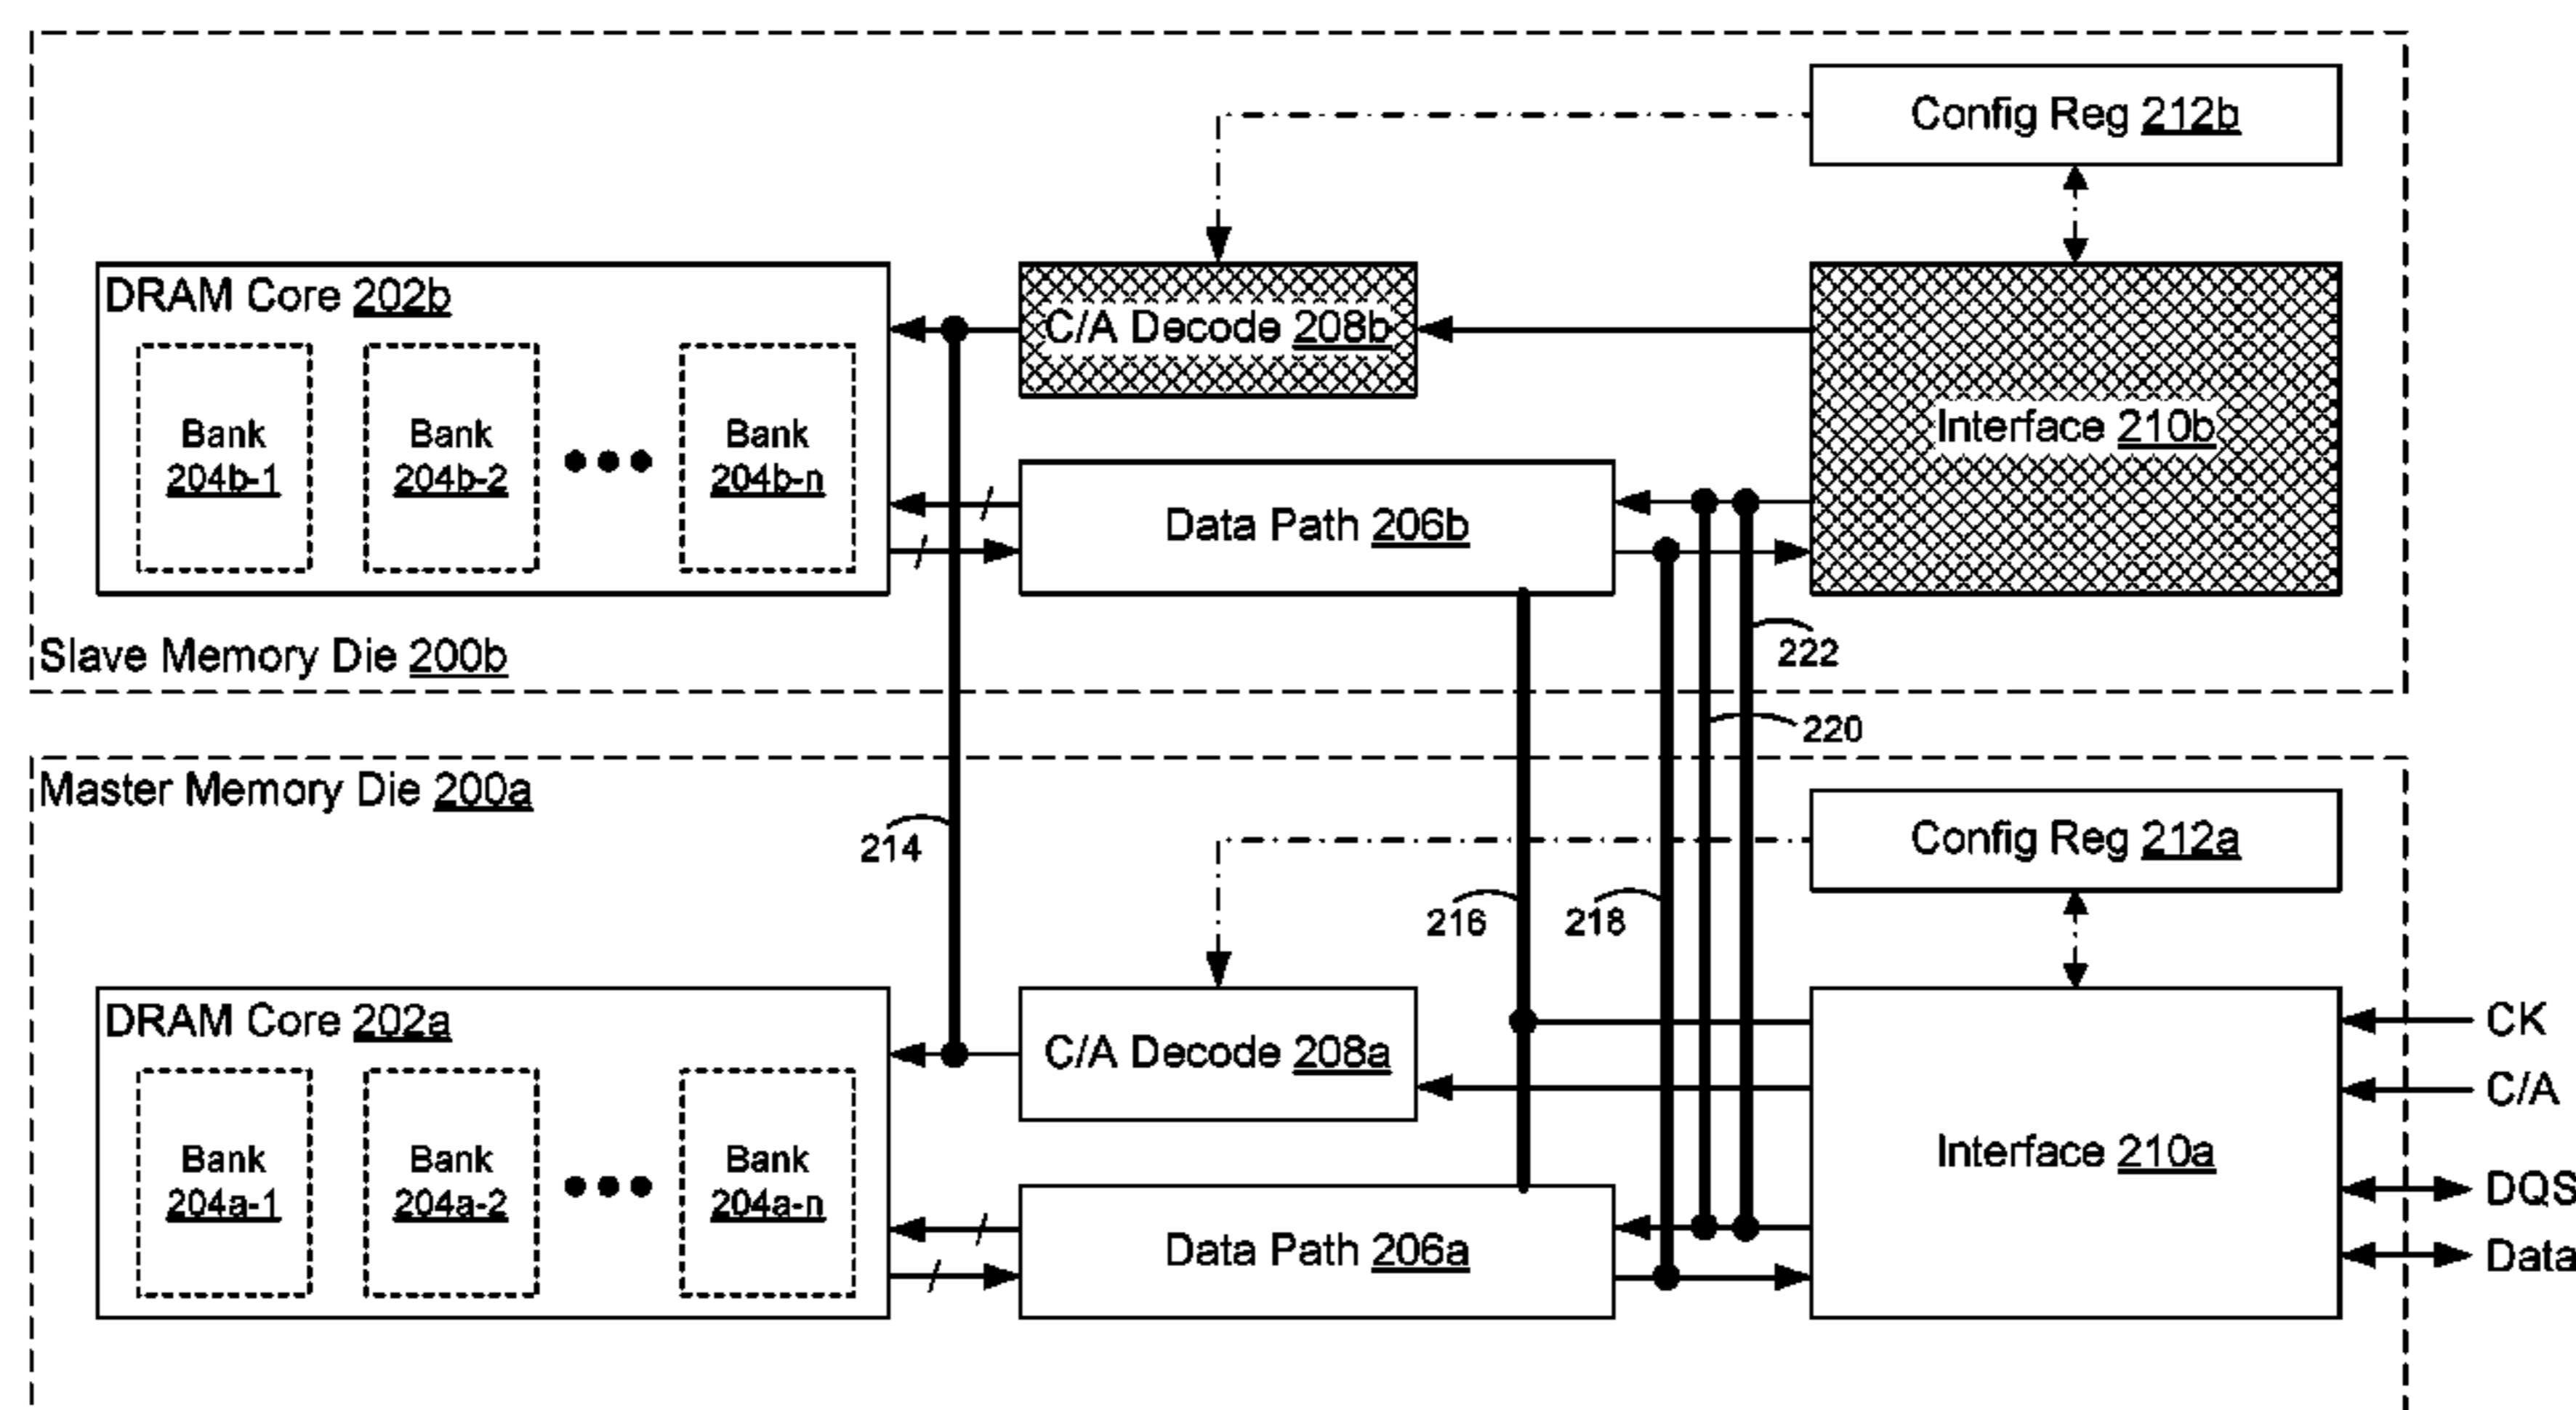 Config Reg 212b
DRAM Core 202b
C/A Decode 208b
Interface 210b
Bank
204b-1
Bank
204b-2
Bank
204b-n
Data Path 206b
Slave Memory Die 200b
222
220
Master Memory Die 200a
214
Config Reg 212a
216
218
DRAM Core 202a
C/A Decode 208a
CK
C/A
Interface 210a
Bank
204a-1
Bank
204a-2
Bank
204a-n
DQS
Data Path 206a
Data